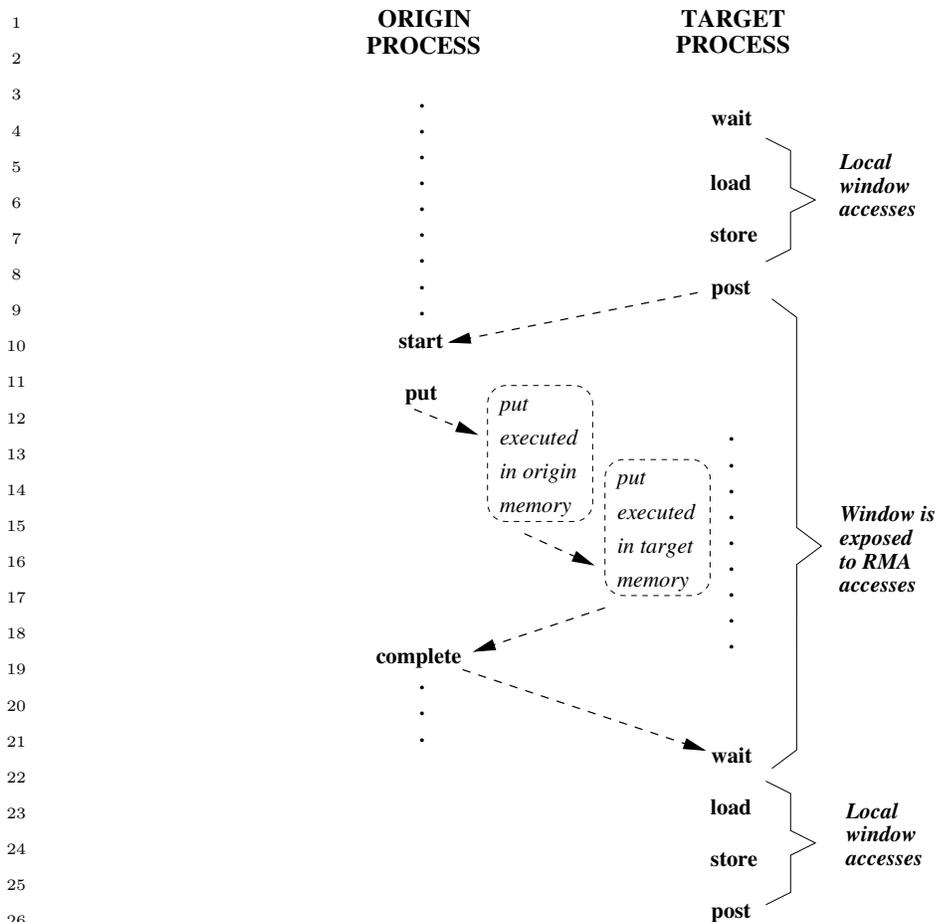 1
ORIGIN
PROCESS
TARGET
PROCESS
2
3
4
wait
5
Local
window
accesses
load
6
7
store
8
post
9
10
start
11
put
12
put
executed
in origin
memory
13
14
put
executed
in target
memory
15
Window is
exposed
to RMA
accesses
16
17
18
complete
19
20
21
wait
22
23
load
Local
window
accesses
24
store
25
post
26